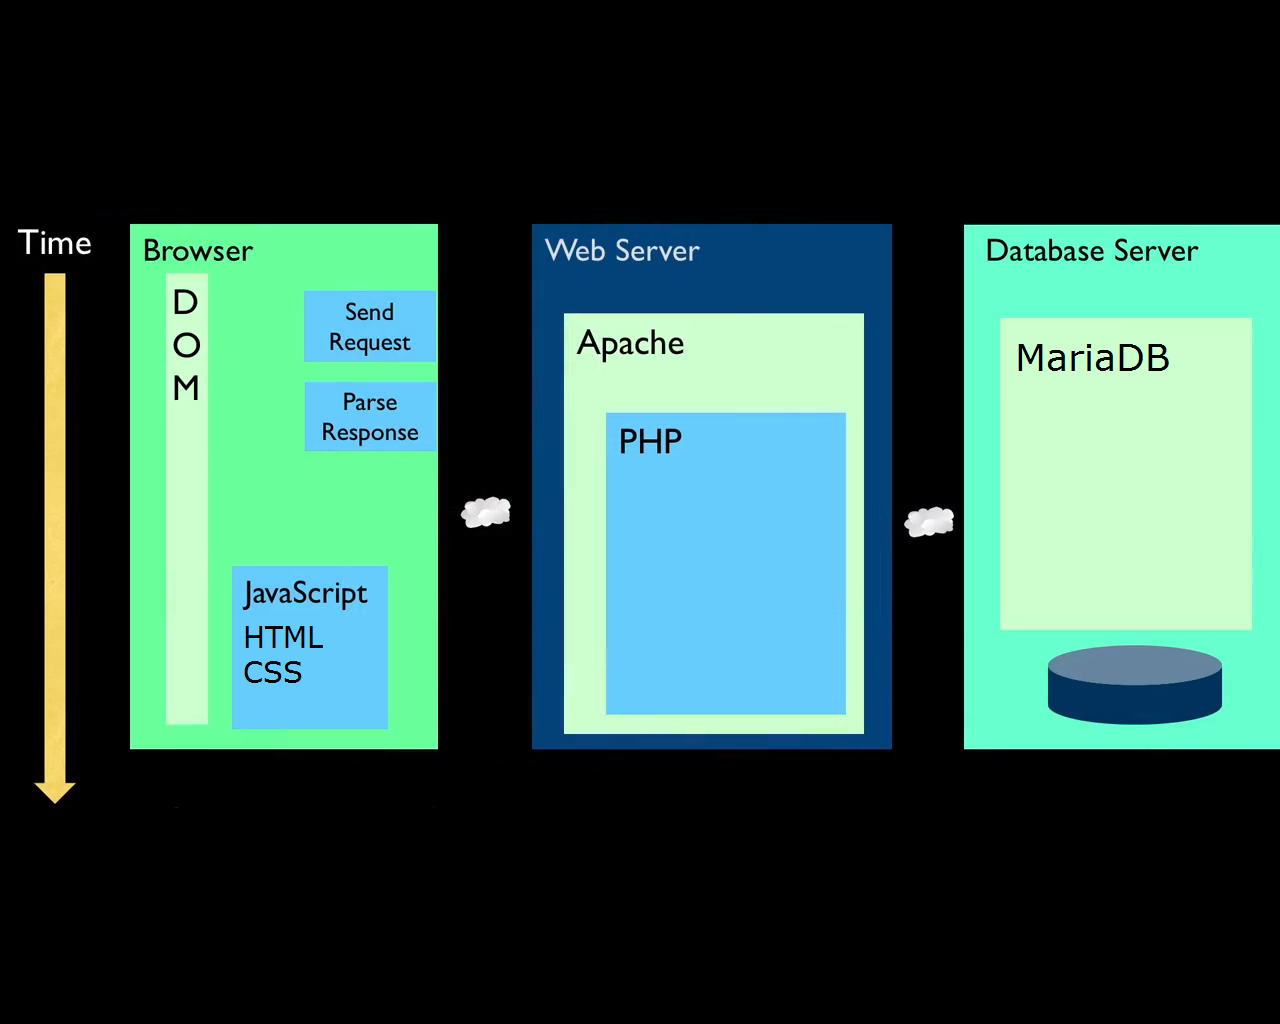 Time
Browser
D
O
M
Send
Request
Parse
Response
JavaScript
HTML
CSS
Web Server
Apache
PHP
Database Server
MariaDB